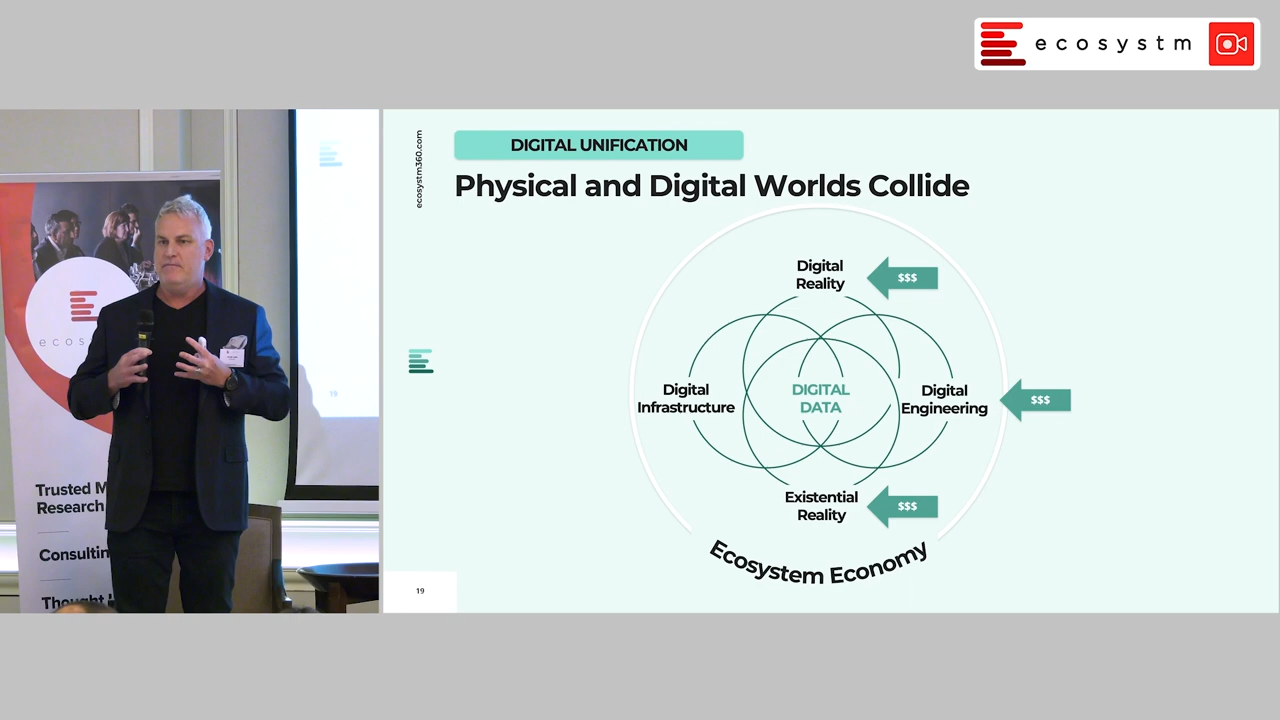 ecosystm
ecos
Trusted M
Research
Consultin
Thought
19
ecosystm360.com
DIGITAL UNIFICATION
Physical and Digital Worlds Collide
Digital
Reality
$$$
Digital
Infrastructure
DIGITAL
DATA
Digital
Engineering
$$$
Existential
Reality
$$$
Ecosystem Economy
19